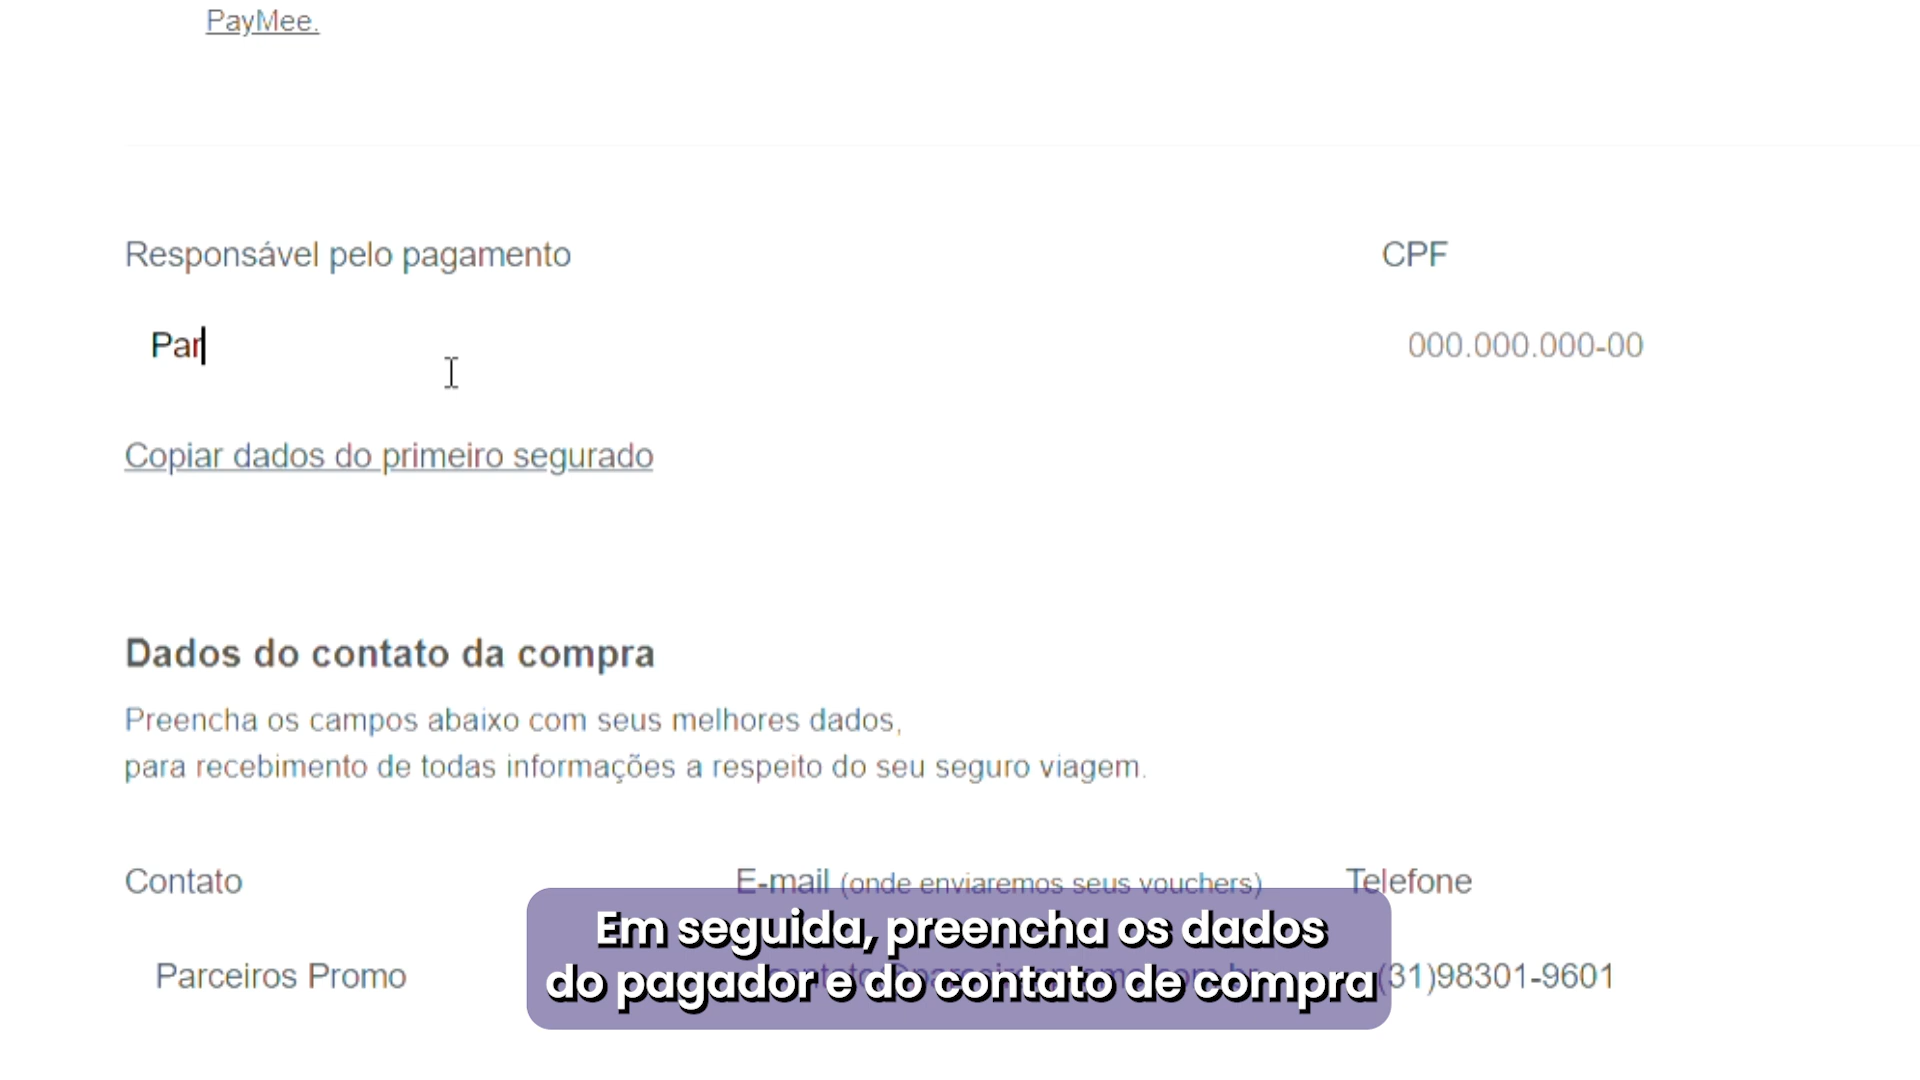 PayMee.
Responsável pelo pagamento
CPF
Par
000.000.000-00
Copiar dados do primeiro segurado
Dados do contato da compra
Preencha os campos abaixo com seus melhores dados,
para recebimento de todas informações a respeito do seu seguro viagem.
Contato
E-mail (onde enviaremos seus vouchers)
Telefone
Parceiros Promo
(31)98301-9601
Em seguida, preencha os dados
do pagador e do contato de compra